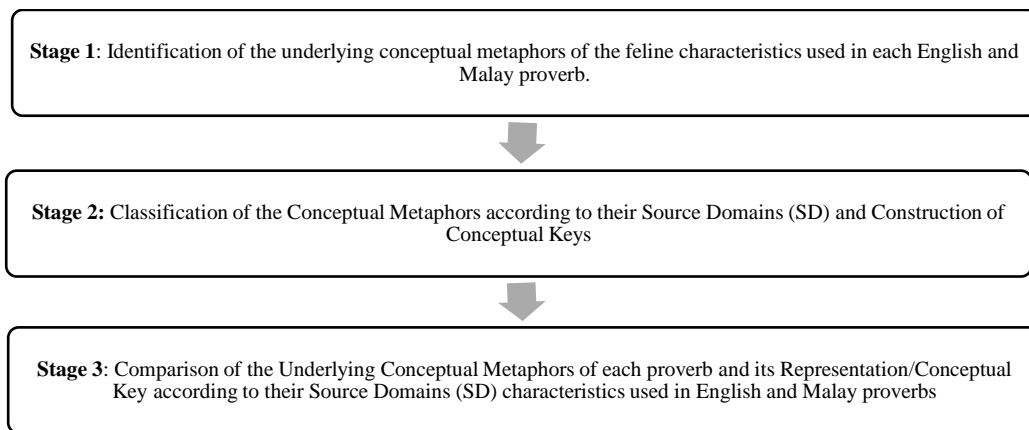 Stage 1: Identification of the underlying conceptual metaphors of the feline characteristics used in each English and
Malay proverb.
Stage 2: Classification of the Conceptual Metaphors according to their Source Domains (SD) and Construction of
Conceptual Keys
Stage 3: Comparison of the Underlying Conceptual Metaphors of each proverb and its Representation/Conceptual
Key according to their Source Domains (SD) characteristics used in English and Malay proverbs